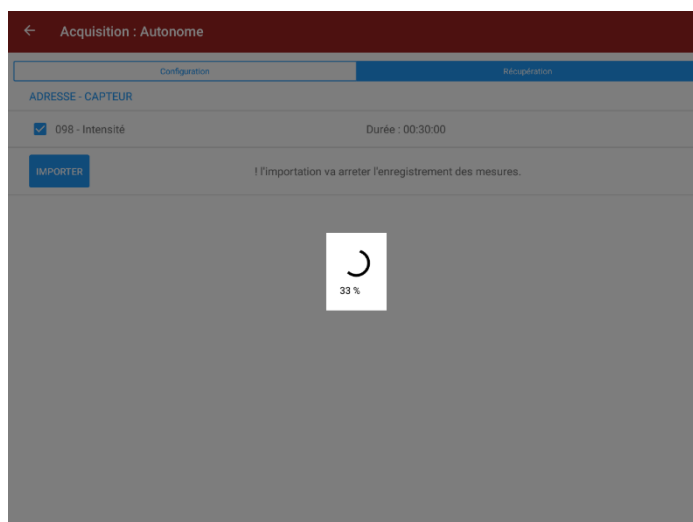 Acquisition : Autonome
Configuration
Récupération
ADRESSE - CAPTEUR
098 - Intensité
Durée : 00:30:00
IMPORTER
! l'importation va arreter l'enregistrement des mesures.
33 %